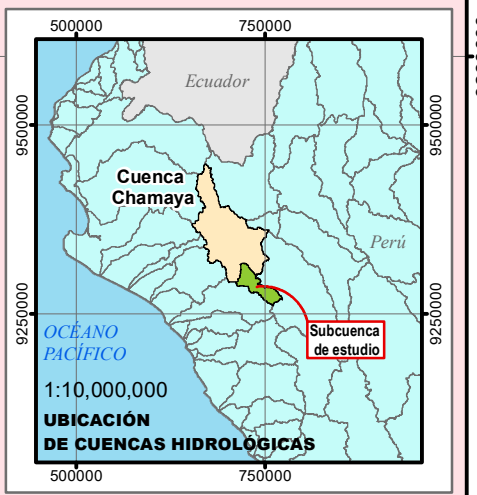 500000 750000
Ecuador
9500000 9500000
Cuenca
Chamaya
Perú
9250000 9250000
OCÉANO
PACÍFICO
Subcuenca
de estudio
1:10,000,000
UBICACIÓN
DE CUENCAS HIDROLÓGICAS
500000 750000